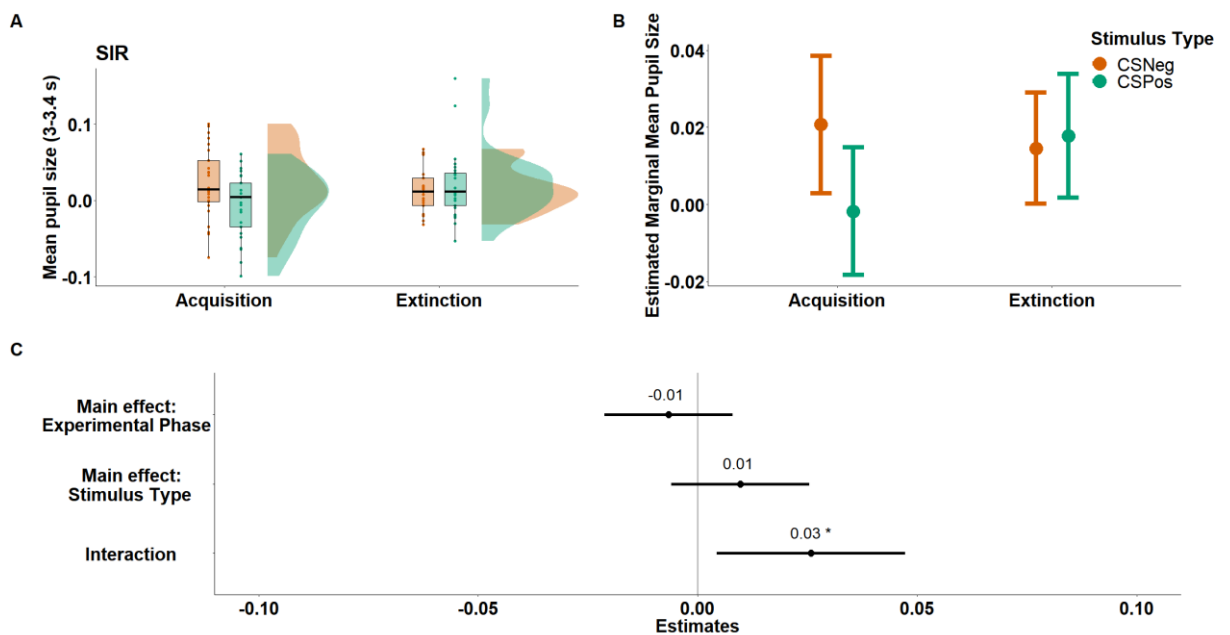 A
SIR
Mean pupil size (3-3.4 s)
0.1
0.0
-0.1
Acquisition
Extinction
B
Estimated Marginal Mean Pupil Size
0.04
0.02
0.00
-0.02
Acquisition
Extinction
Stimulus Type
CSNeg
CSPos
C
Main effect:
Experimental Phase
Main effect:
Stimulus Type
Interaction
-0.01
0.01
0.03 *
-0.10
-0.05
0.00
0.05
0.10
Estimates